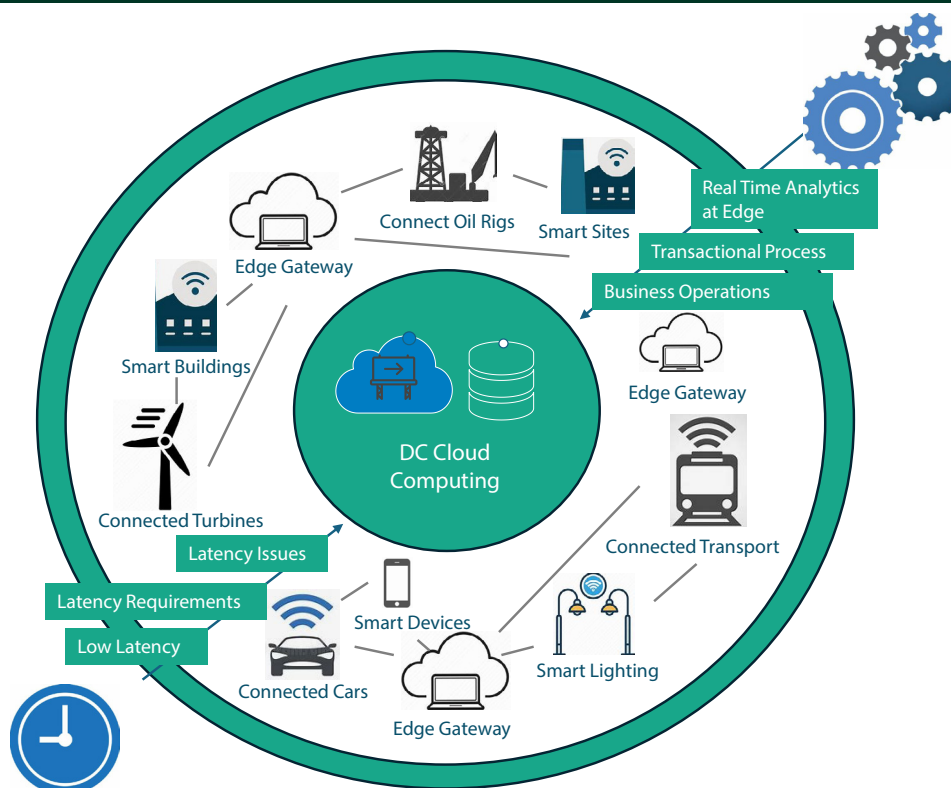 Real Time Analytics
at Edge
Connect Oil Rigs
Smart Sites
Transactional Process
Edge Gateway
Business Operations
Smart Buildings
Edge Gateway
DC Cloud
Computing
Connected Turbines
Connected Transport
Latency Issues
Latency Requirements
Smart Devices
Low Latency
Smart Lighting
Connected Cars
Edge Gateway